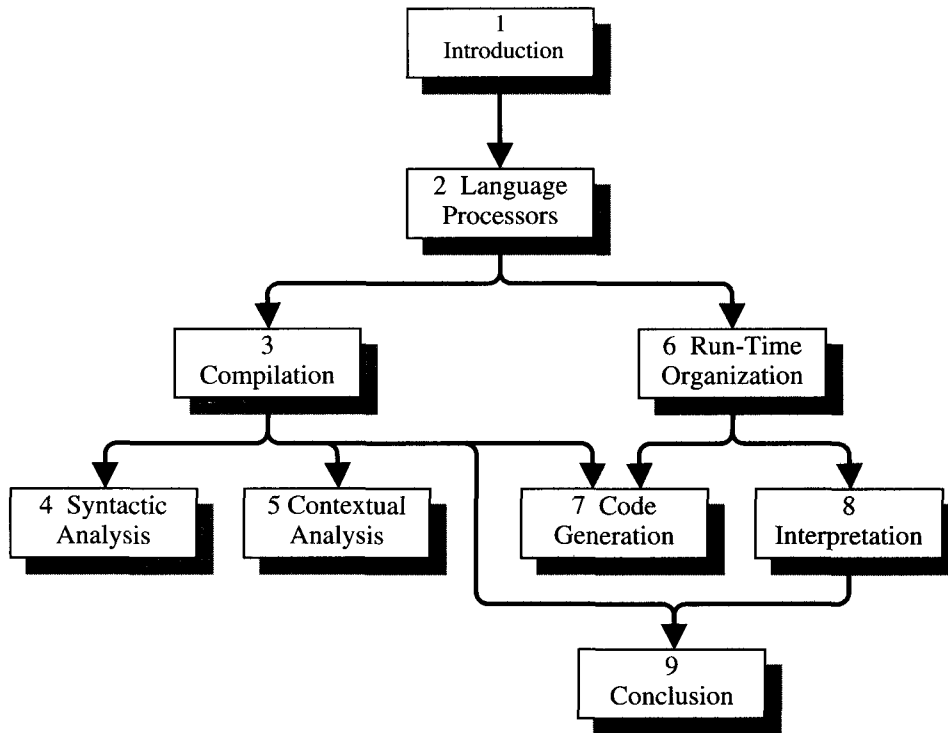 1
Introduction
2 Language
Processors
3
Compilation
6 Run-Time
Organization
4 Syntactic
Analysis
5 Contextual
Analysis
7 Code
Generation
8
Interpretation
9
Conclusion